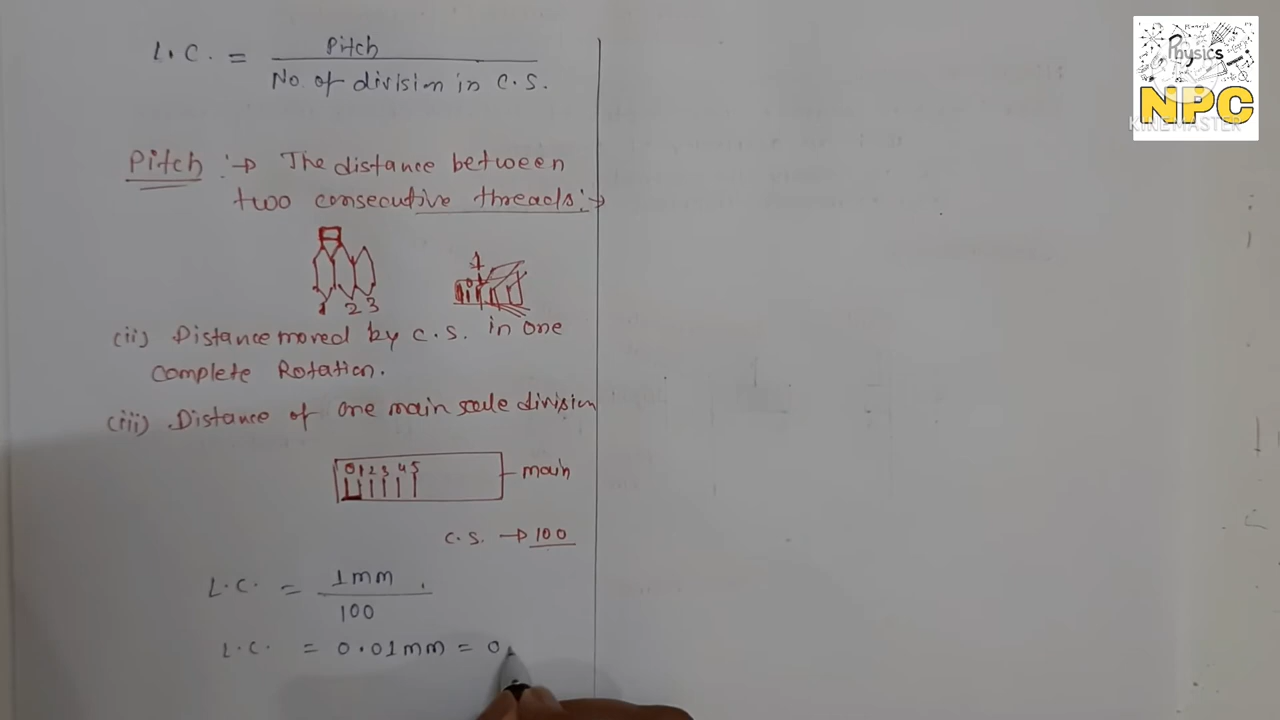 L.C. = Pitch / No. of division in C.S.
Pitch :→ The distance between
two consecutive threads:→
1 2 3
1
(ii) Distance moved by C.S. in one
complete Rotation.
(iii) Distance of one main scale division
0 1 2 3 4 5
main
C.S. → 100
L.C. = 1mm / 100
L.C. = 0.01mm = 0.
Physics
NPC
KINEMASTER